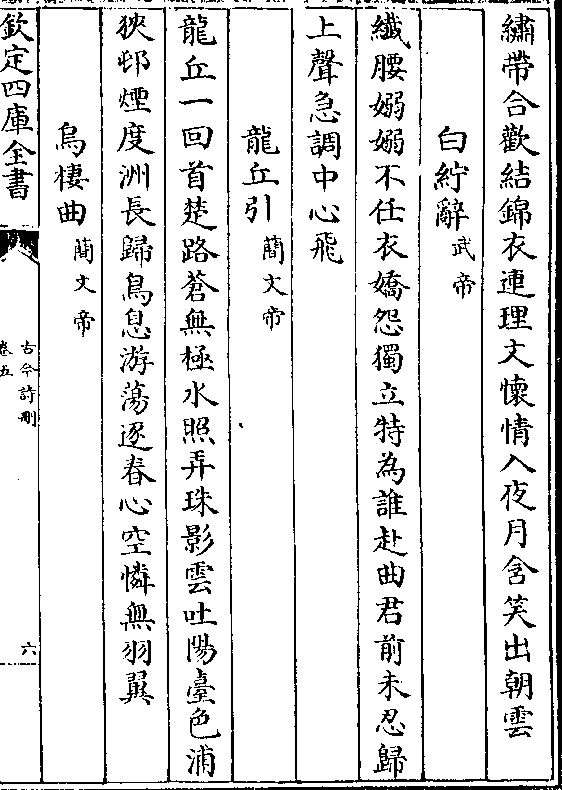 繡帶合歡結錦衣連理文懷情入夜月含笑出朝雲
白紵辭武帝
纖腰嫋嫋不任衣嬌怨獨立特為誰赴曲君前未忍歸
上聲急調中心飛
龍丘引簡文帝
龍丘一回首楚路蒼無極水照弄珠影雲吐陽臺色浦
狹邨煙度洲長歸鳥息游蕩逐春心空憐無羽翼
烏棲曲簡文帝
欽定四庫全書
古今詩刪
卷五
六